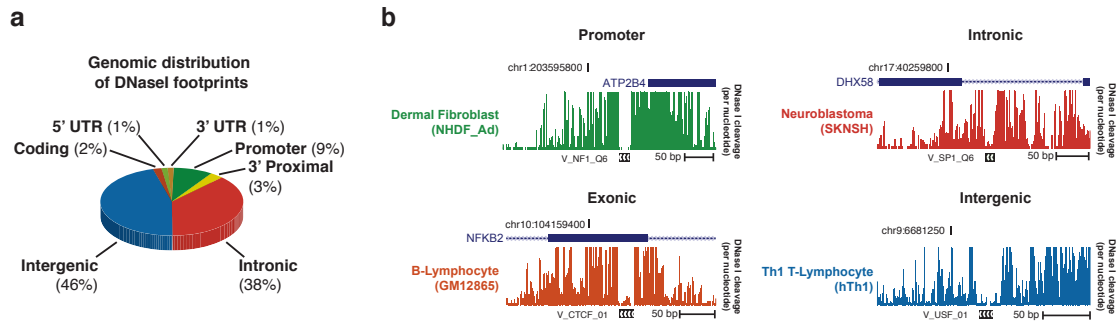 a
Genomic distribution
of DNaseI footprints
5' UTR (1%)
3' UTR (1%)
Coding (2%)
Promoter (9%)
3' Proximal
(3%)
Intergenic
(46%)
Intronic
(38%)
b
Promoter
chr1:203595800
ATP2B4
Dermal Fibroblast
(NHDF_Ad)
V_NF1_Q6
50 bp
DNase I cleavage
(per nucleotide)
Intronic
chr17:40259800
DHX58
Neuroblastoma
(SKNSH)
V_SP1_Q6
50 bp
DNase I cleavage
(per nucleotide)
Exonic
chr10:104159400
NFKB2
B-Lymphocyte
(GM12865)
V_CTCF_01
50 bp
DNase I cleavage
(per nucleotide)
Intergenic
chr9:6681250
Th1 T-Lymphocyte
(hTh1)
V_USF_01
50 bp
DNase I cleavage
(per nucleotide)